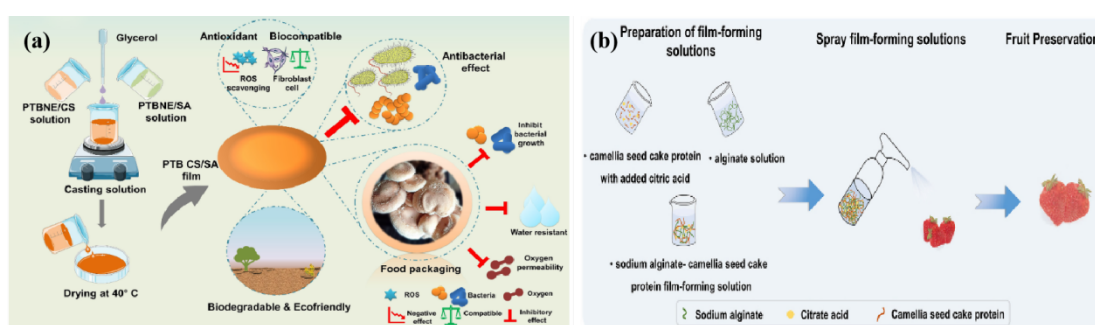 (a)
Glycerol
PTBNE/CS
solution
PTBNE/SA
solution
Casting solution
Drying at 40° C
PTB CS/SA
film
Antioxidant
Biocompatible
ROS
scavenging
Fibroblast
cell
Antibacterial
effect
Inhibit
bacterial
growth
Water resistant
Oxygen
permeability
Food packaging
Biodegradable & Ecofriendly
ROS
Bacteria
Oxygen
Negative
effect
Compatible
Inhibitory
effect
(b)
Preparation of film-forming
solutions
Spray film-forming solutions
Fruit Preservation
• camellia seed cake protein
with added citric acid
• alginate solution
• sodium alginate- camellia seed cake
protein film-forming solution
Sodium alginate
Citrate acid
Camellia seed cake protein